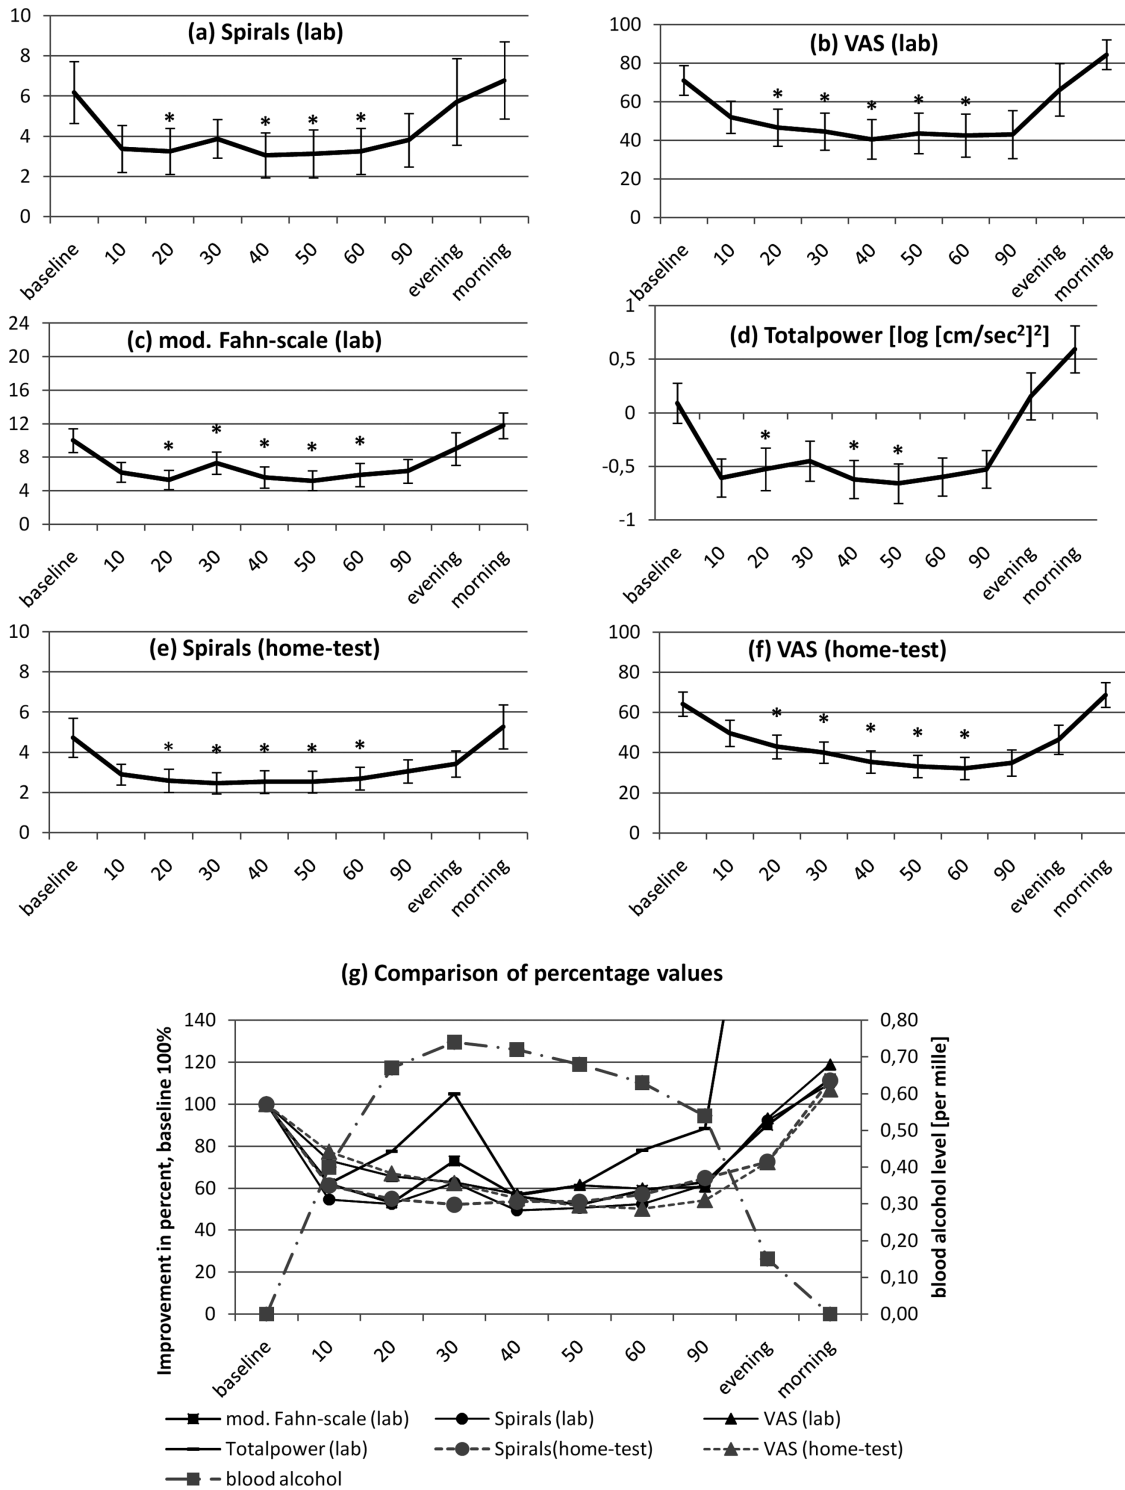 (a) Spirals (lab)
10
8
6
4
2
0
* * * *
baseline 10 20 30 40 50 60 90 evening morning
(b) VAS (lab)
100
80
60
40
20
0
* * * * *
baseline 10 20 30 40 50 60 90 evening morning
(c) mod. Fahn-scale (lab)
24
20
16
12
8
4
0
* * * * *
baseline 10 20 30 40 50 60 90 evening morning
(d) Totalpower [log [cm/sec²]²]
1
0,5
0
-0,5
-1
* * *
baseline 10 20 30 40 50 60 90 evening morning
(e) Spirals (home-test)
10
8
6
4
2
0
* * * * *
baseline 10 20 30 40 50 60 90 evening morning
(f) VAS (home-test)
100
80
60
40
20
0
* * * * *
baseline 10 20 30 40 50 60 90 evening morning
(g) Comparison of percentage values
Improvement in percent, baseline 100%
140
120
100
80
60
40
20
0
0,80
0,70
0,60
0,50
0,40
0,30
0,20
0,10
0,00
blood alcohol level [per mille]
baseline 10 20 30 40 50 60 90 evening morning
mod. Fahn-scale (lab) Spirals (lab) VAS (lab)
Totalpower (lab) Spirals(home-test) VAS (home-test)
blood alcohol